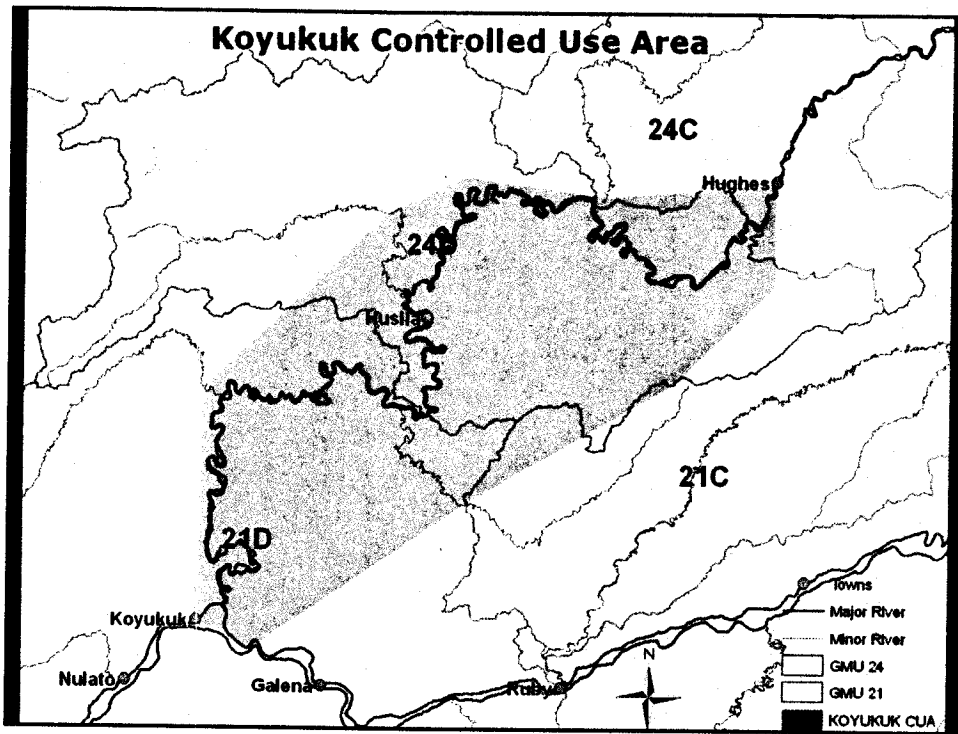 Koyukuk Controlled Use Area
24C
Hughes
24D
Huslia
21C
21D
Koyukuk
Nulato
Galena
Ruby
N
Towns
Major River
Minor River
GMU 24
GMU 21
KOYUKUK CUA